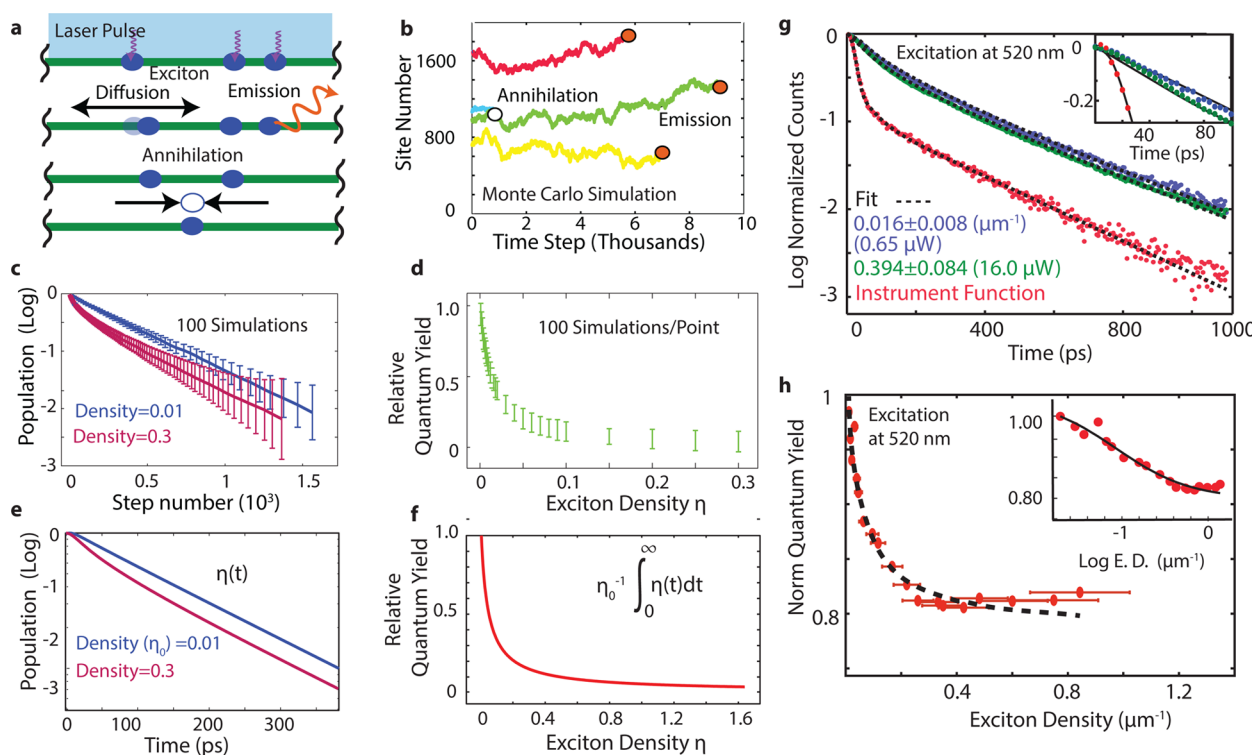 a
Laser Pulse
Exciton
Diffusion
Emission
Annihilation
b
Site Number
1600
800
0
Annihilation
Emission
Monte Carlo Simulation
0 2 4 6 8 10
Time Step (Thousands)
c
Population (Log)
0
-1
-2
-3
100 Simulations
Density=0.01
Density=0.3
0 0.5 1 1.5
Step number (10³)
d
Relative
Quantum Yield
1.0
0.5
0
100 Simulations/Point
0 0.1 0.2 0.3
Exciton Density η
e
Population (Log)
0
-1
-2
-3
η(t)
Density (η₀) =0.01
Density=0.3
0 100 200 300
Time (ps)
f
Relative
Quantum Yield
1.0
0.5
0
η₀⁻¹ ∫₀^∞ η(t)dt
0 0.4 0.8 1.2 1.6
Exciton Density η
g
Log Normalized Counts
0
-1
-2
-3
Excitation at 520 nm
0
-0.2
40 80
Time (ps)
Fit
0.016±0.008 (μm⁻¹)
(0.65 μW)
0.394±0.084 (16.0 μW)
Instrument Function
0 400 600 800 1000
Time (ps)
h
Norm Quantum Yield
1
0.8
Excitation
at 520 nm
1.00
0.80
-1 0
Log E. D. (μm⁻¹)
0.4 0.8 1.2
Exciton Density (μm⁻¹)